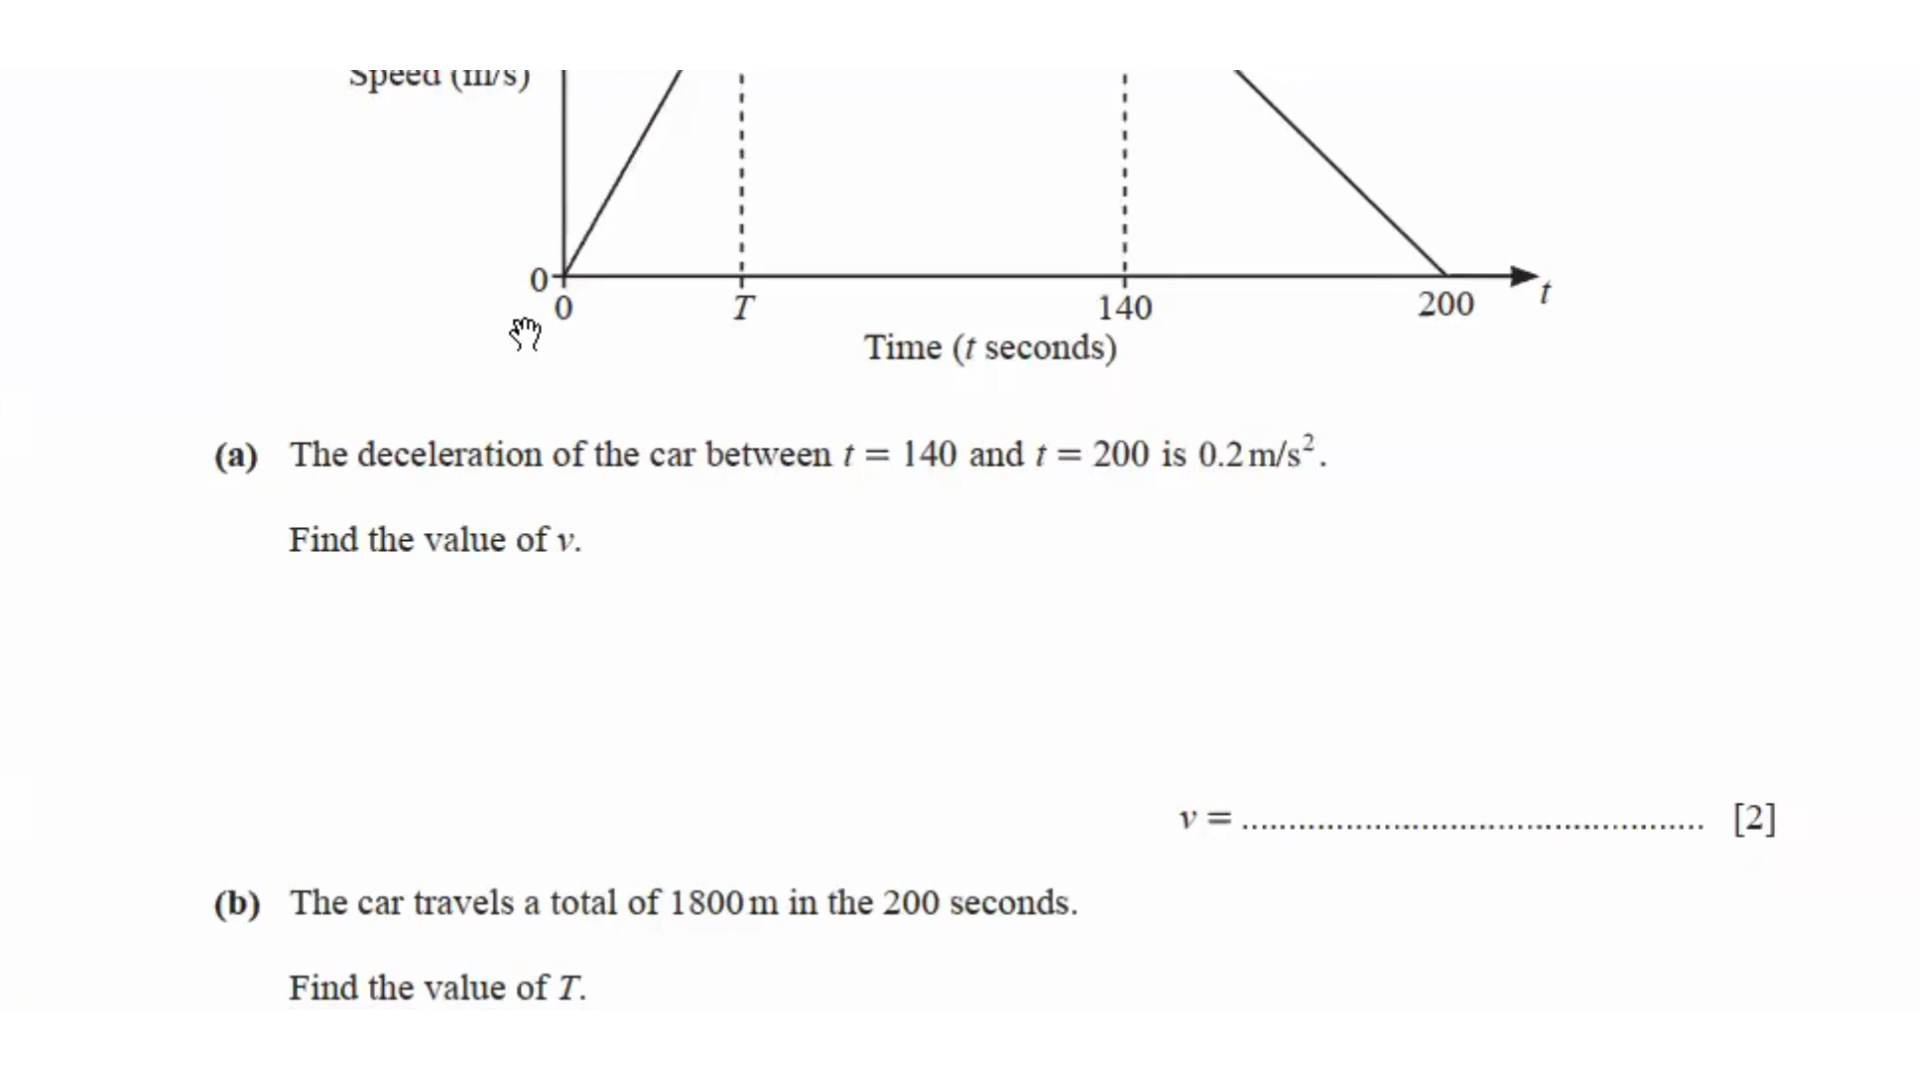 Speed (m/s)
0
0 T 140 200 t
Time (t seconds)
(a) The deceleration of the car between t = 140 and t = 200 is 0.2 m/s².
Find the value of v.
v = ................................................ [2]
(b) The car travels a total of 1800 m in the 200 seconds.
Find the value of T.